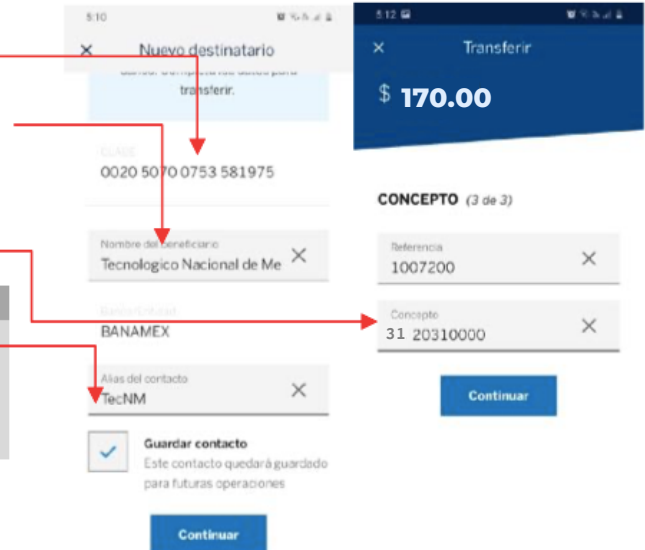 5:10
Nuevo destinatario
transferir.
CLABE
0020 5070 0753 581975
Nombre del beneficiario
Tecnologico Nacional de Me
BANAMEX
Alias del contacto
TecNM
Guardar contacto
Este contacto quedará guardado
para futuras operaciones
Continuar
5:12
Transferir
$ 170.00
CONCEPTO (3 de 3)
Referencia
1007200
Concepto
31 20310000
Continuar